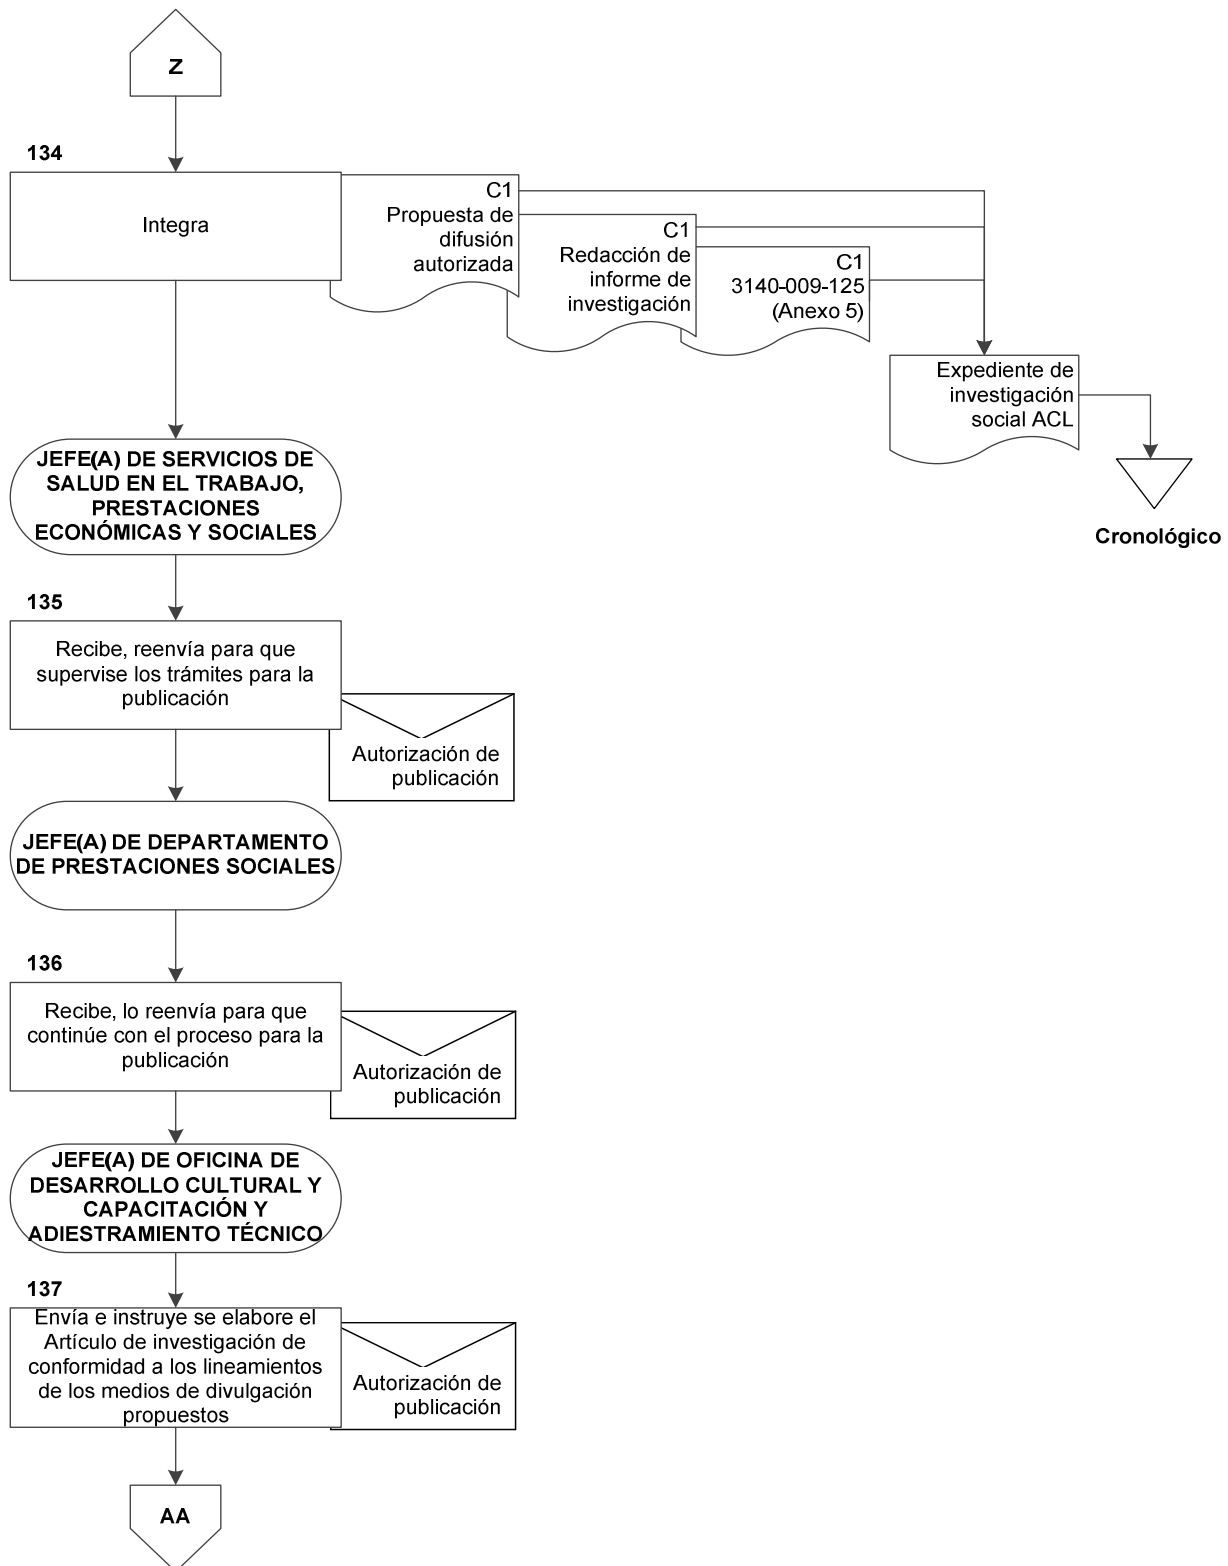 Z
134
Integra
C1
Propuesta de
difusión
autorizada
C1
Redacción de
informe de
investigación
C1
3140-009-125
(Anexo 5)
Expediente de
investigación
social ACL
Cronológico
JEFE(A) DE SERVICIOS DE
SALUD EN EL TRABAJO,
PRESTACIONES
ECONÓMICAS Y SOCIALES
135
Recibe, reenvía para que
supervise los trámites para la
publicación
Autorización de
publicación
JEFE(A) DE DEPARTAMENTO
DE PRESTACIONES SOCIALES
136
Recibe, lo reenvía para que
continúe con el proceso para la
publicación
Autorización de
publicación
JEFE(A) DE OFICINA DE
DESARROLLO CULTURAL Y
CAPACITACIÓN Y
ADIESTRAMIENTO TÉCNICO
137
Envía e instruye se elabore el
Artículo de investigación de
conformidad a los lineamientos
de los medios de divulgación
propuestos
Autorización de
publicación
AA